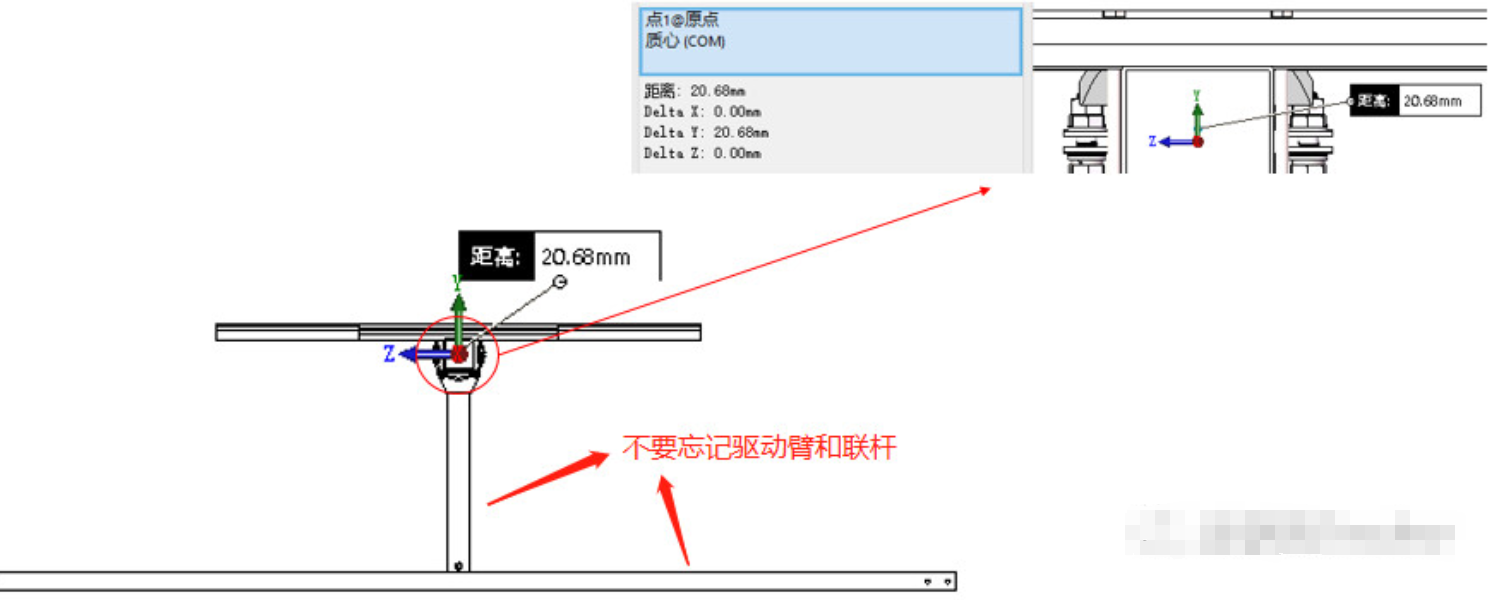 点1@原点
质心 (COM)
距离: 20.68mm
Delta X: 0.00mm
Delta Y: 20.68mm
Delta Z: 0.00mm
Y
Z
距离: 20.68mm
距离: 20.68mm
Y
Z
不要忘记驱动臂和联杆